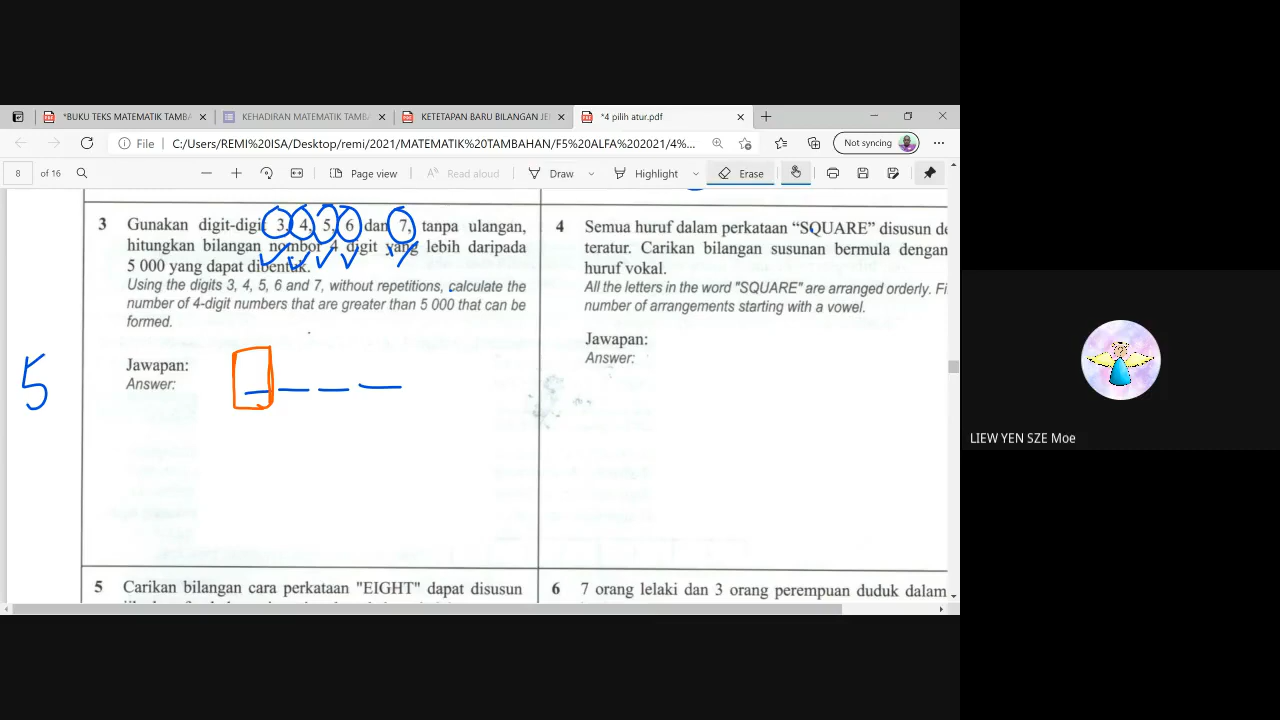 *BUKU TEKS MATEMATIK TAMBA
KEHADIRAN MATEMATIK TAMBA
KETETAPAN BARU BILANGAN JE
*4 pilih atur.pdf
File
C:/Users/REMI%20ISA/Desktop/remi/2021/MATEMATIK%20TAMBAHAN/F5%20ALFA%202021/4%...
Not syncing
8 of 16
Page view
Read aloud
Draw
Highlight
Erase
3 Gunakan digit-digit 3, 4, 5, 6 dan 7, tanpa ulangan,
hitungkan bilangan nombor 4 digit yang lebih daripada
5 000 yang dapat dibentuk.
Using the digits 3, 4, 5, 6 and 7, without repetitions, calculate the
number of 4-digit numbers that are greater than 5 000 that can be
formed.
Jawapan:
Answer:
5
4 Semua huruf dalam perkataan “SQUARE” disusun de
teratur. Carikan bilangan susunan bermula dengan
huruf vokal.
All the letters in the word "SQUARE" are arranged orderly. Fi
number of arrangements starting with a vowel.
Jawapan:
Answer:
5 Carikan bilangan cara perkataan "EIGHT" dapat disusun
6 7 orang lelaki dan 3 orang perempuan duduk dalam
LIEW YEN SZE Moe